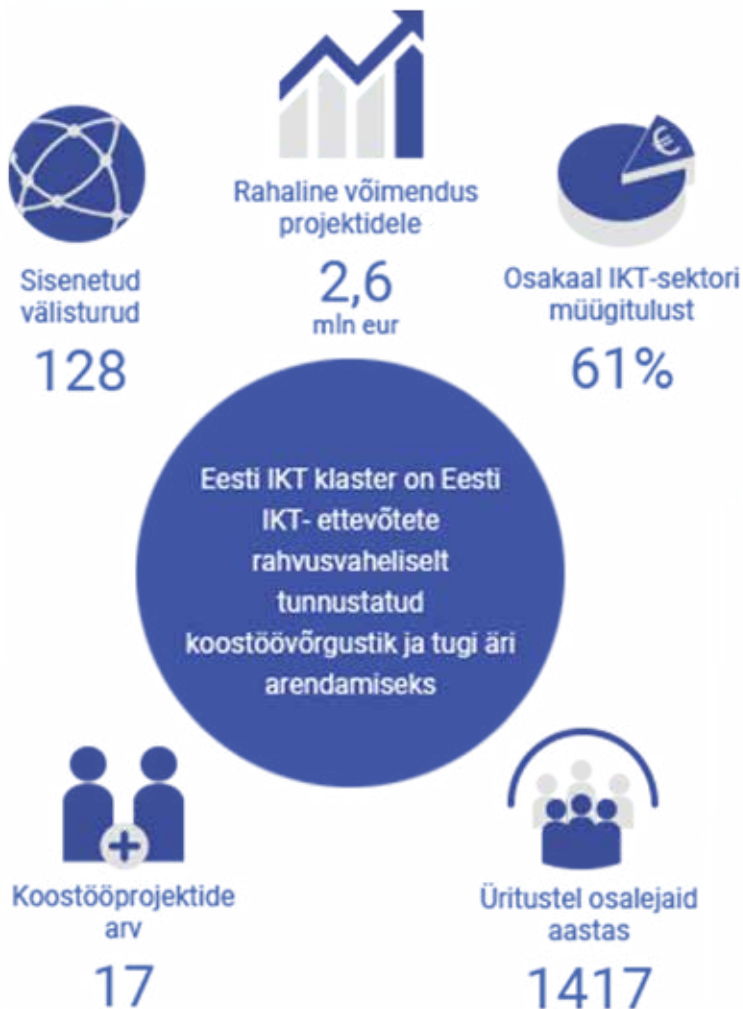 Rahaline võimendus
projektidele
2,6
mln eur
Sisenetud
välisturud
128
€
Osakaal IKT-sektori
müügitulust
61%
Eesti IKT klaster on Eesti
IKT- ettevõtete
rahvusvaheliselt
tunnustatud
koostöövõrgustik ja tugi äri
arendamiseks
Koostööprojektide
arv
17
Üritustel osalejaid
aastas
1417